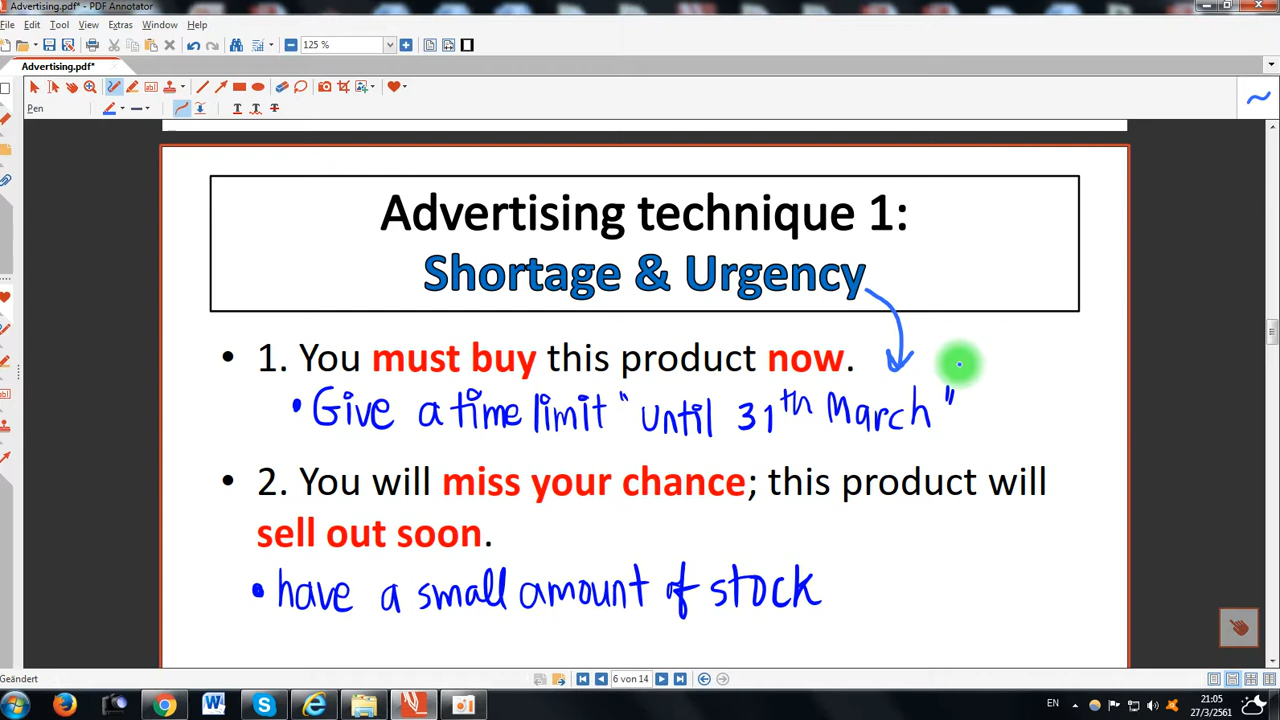 Advertising.pdf* - PDF Annotator
File Edit Tool View Extras Window Help
125 %
Advertising.pdf*
Pen
Advertising technique 1:
Shortage & Urgency
• 1. You must buy this product now.
• Give a time limit "until 31th March"
• 2. You will miss your chance; this product will
sell out soon.
• have a small amount of stock
Geändert
6 von 14
EN
21:05
27/3/2561